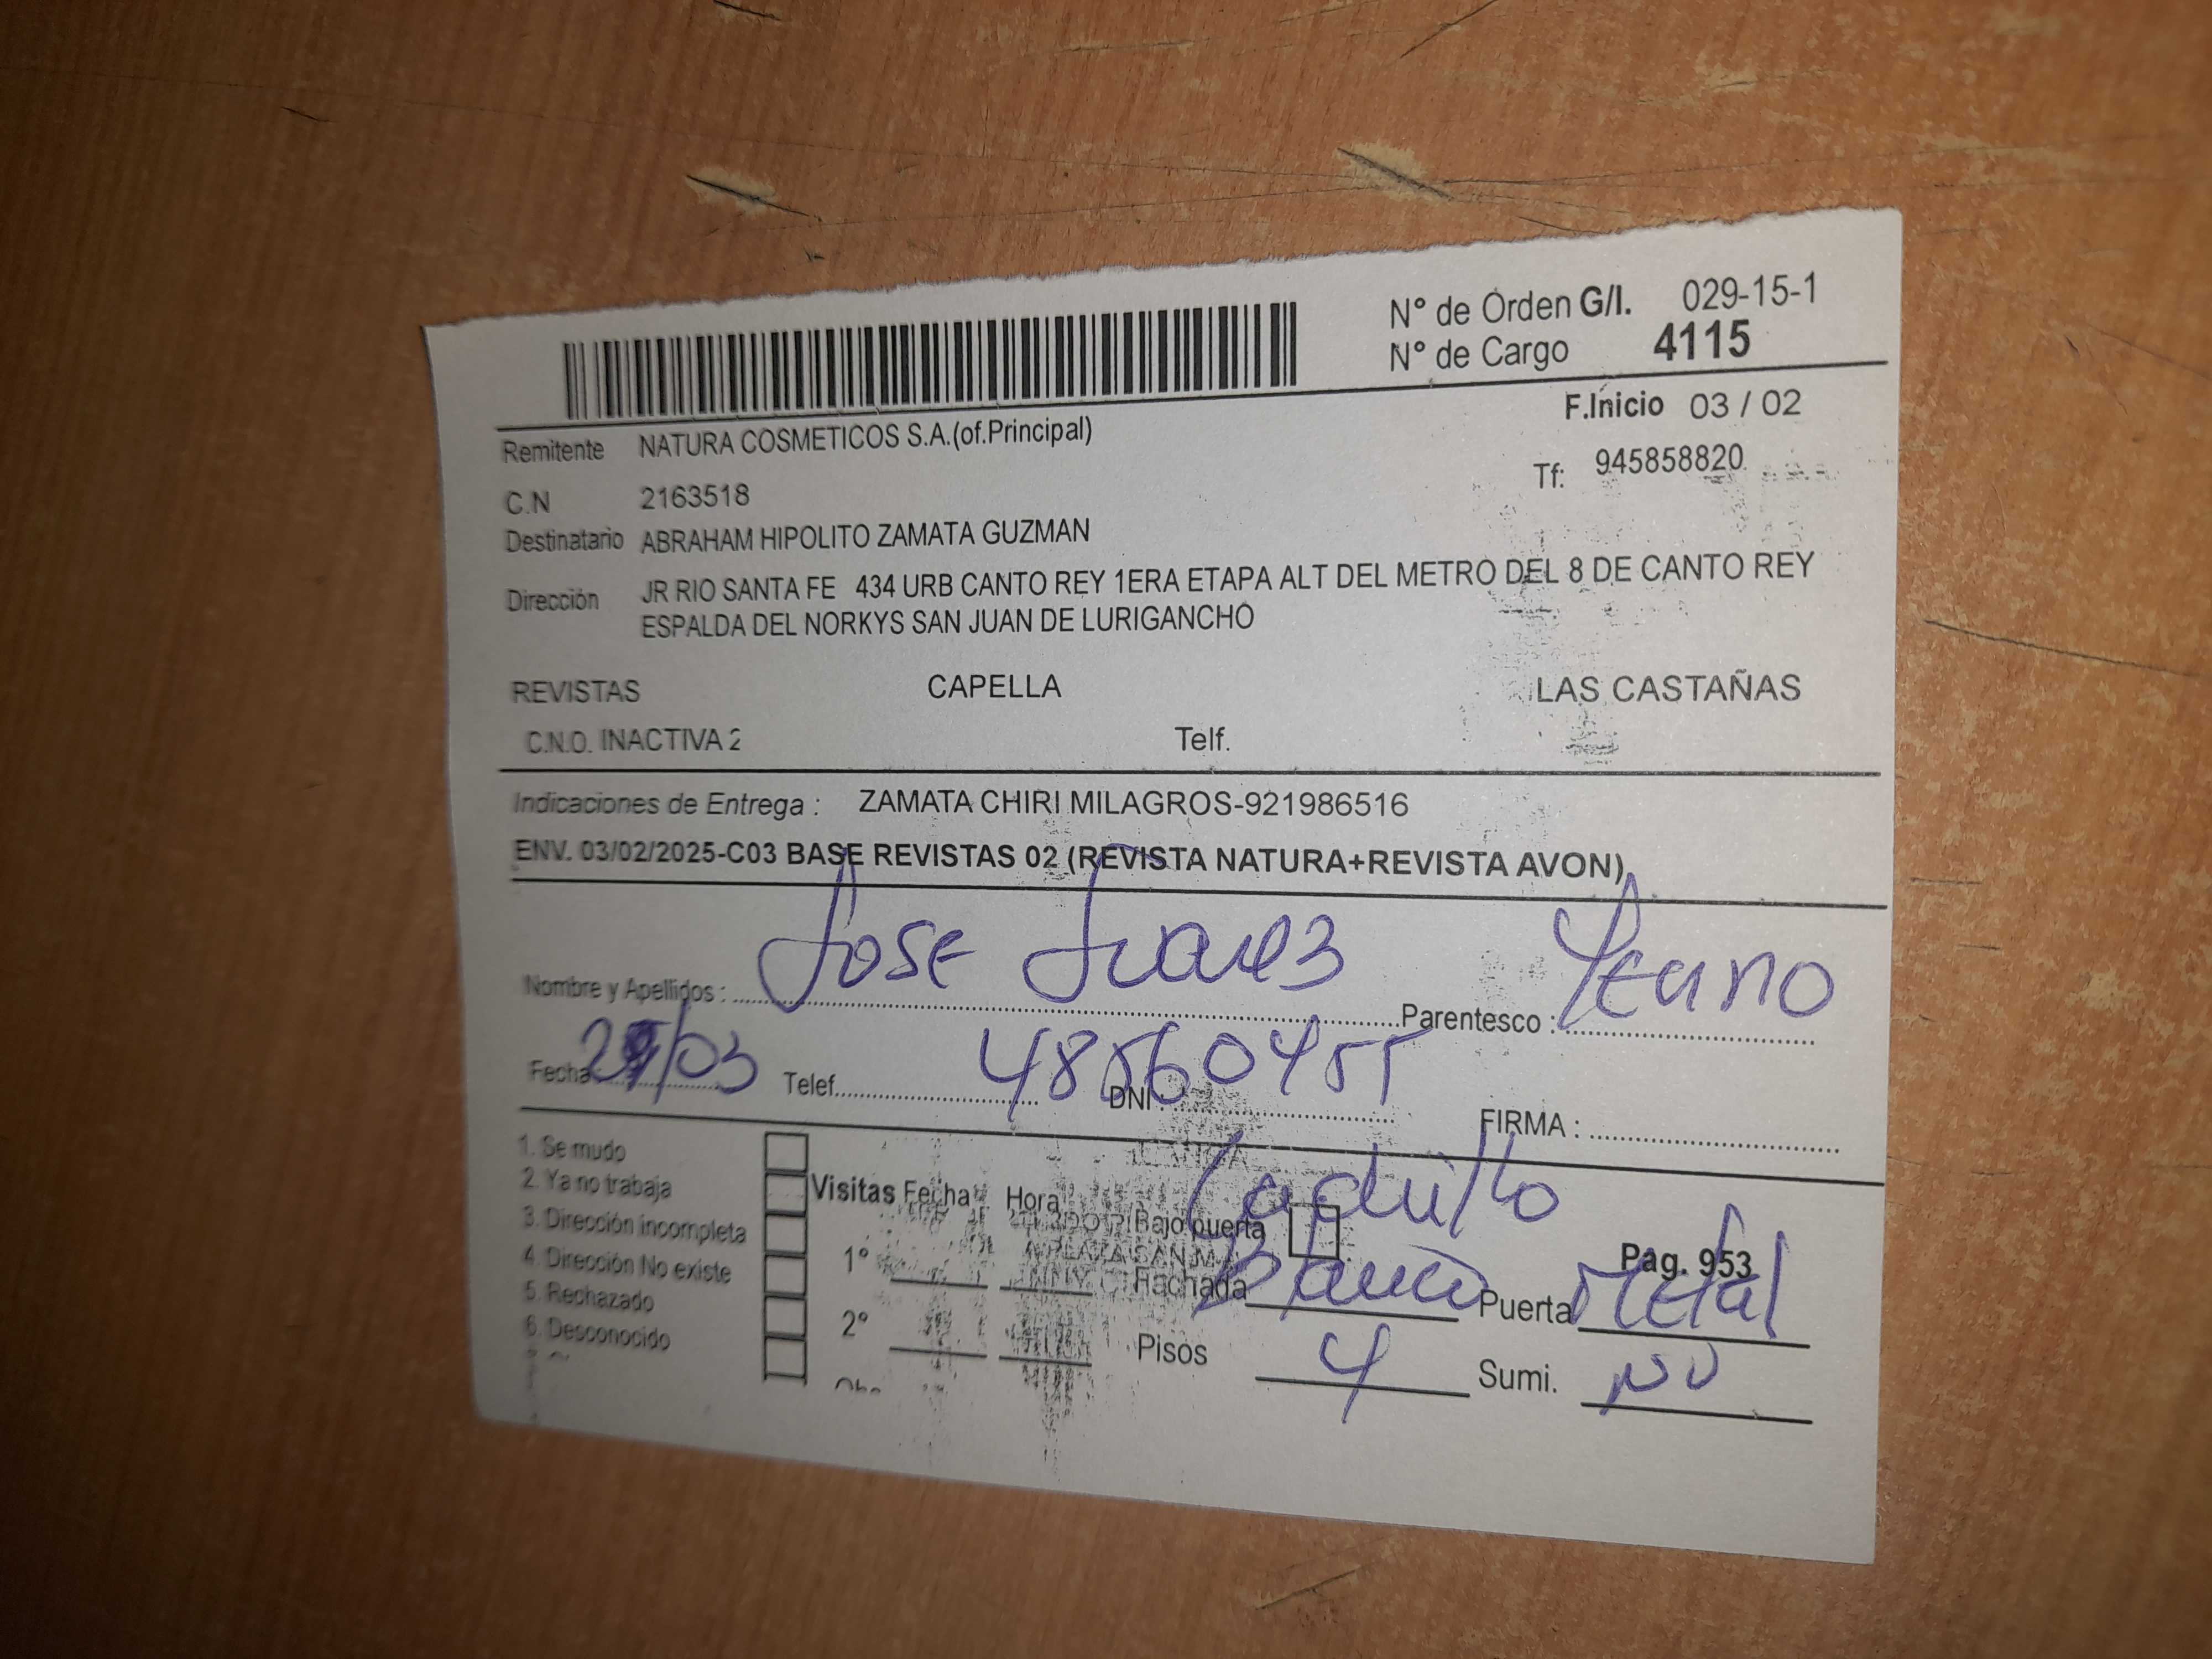 N° de Orden G/I. 029-15-1
N° de Cargo 4115
F.Inicio 03 / 02
Remitente NATURA COSMETICOS S.A.(of.Principal)
Tf: 945858820
C.N 2163518
Destinatario ABRAHAM HIPOLITO ZAMATA GUZMAN
Dirección JR RIO SANTA FE 434 URB CANTO REY 1ERA ETAPA ALT DEL METRO DEL 8 DE CANTO REY
ESPALDA DEL NORKYS SAN JUAN DE LURIGANCHO
REVISTAS CAPELLA LAS CASTAÑAS
C.N.O. INACTIVA 2 Telf.
Indicaciones de Entrega : ZAMATA CHIRI MILAGROS-921986516
ENV. 03/02/2025-C03 BASE REVISTAS 02 (REVISTA NATURA+REVISTA AVON)
Nombre y Apellidos : JOSE Parentesco :
Fecha /03 Telef. DNI : FIRMA :
1. Se mudo
2. Ya no trabaja
3. Dirección incompleta
4. Dirección No existe
5. Rechazado
6. Desconocido
Visitas Fecha Hora
1°
2°
Ladrillo
Bajo puerta
Pag. 953
Fachada Blanco Puerta Metal
Pisos 4 Sumi. NO